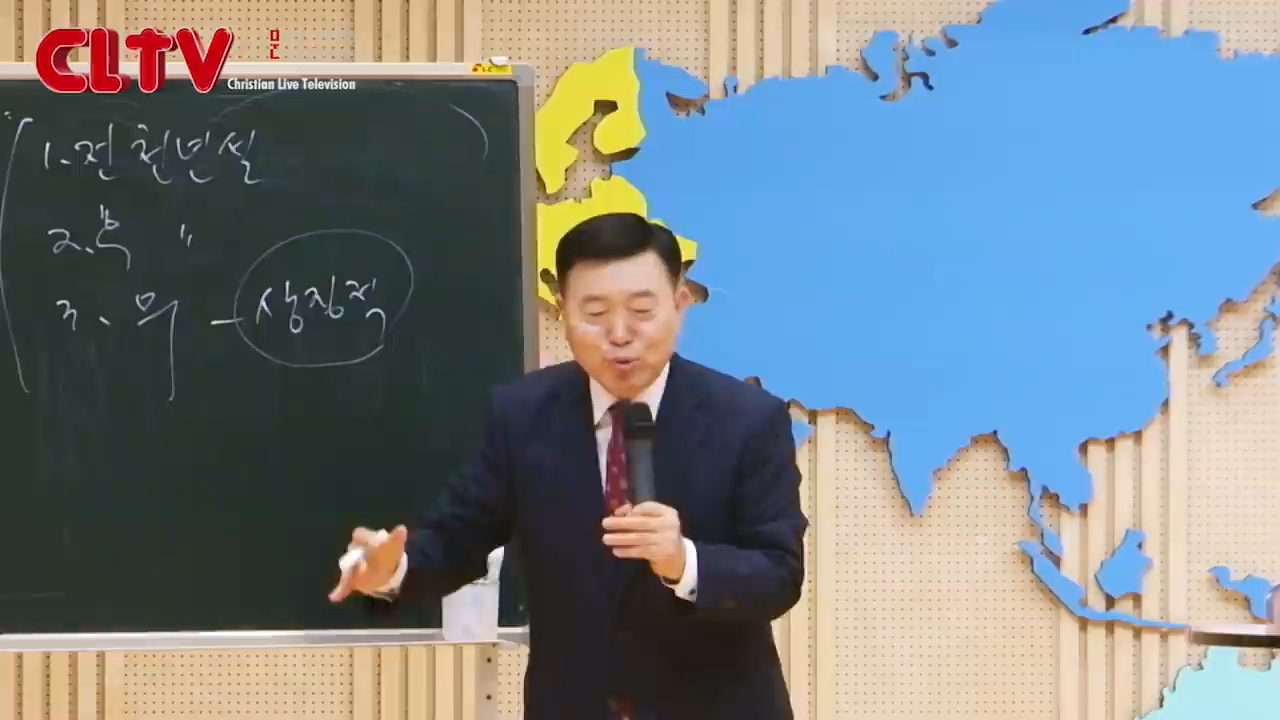 CLTV
Christian Live Television
1. 전천년설
2. 후 〃
3. 무 - 상징적